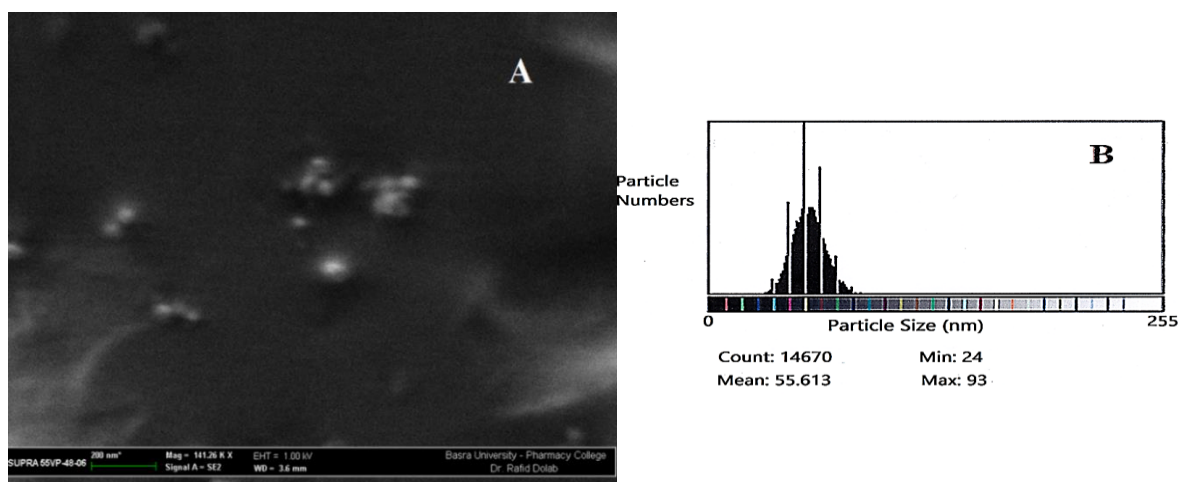 A
SUPRA 55VP-48-06
200 nm*
Mag = 141.26 K X
Signal A = SE2
EHT = 1.00 kV
WD = 3.6 mm
Basra University - Pharmacy College
Dr. Rafid Dolab
B
Particle
Numbers
0
255
Particle Size (nm)
Count: 14670
Min: 24
Mean: 55.613
Max: 93